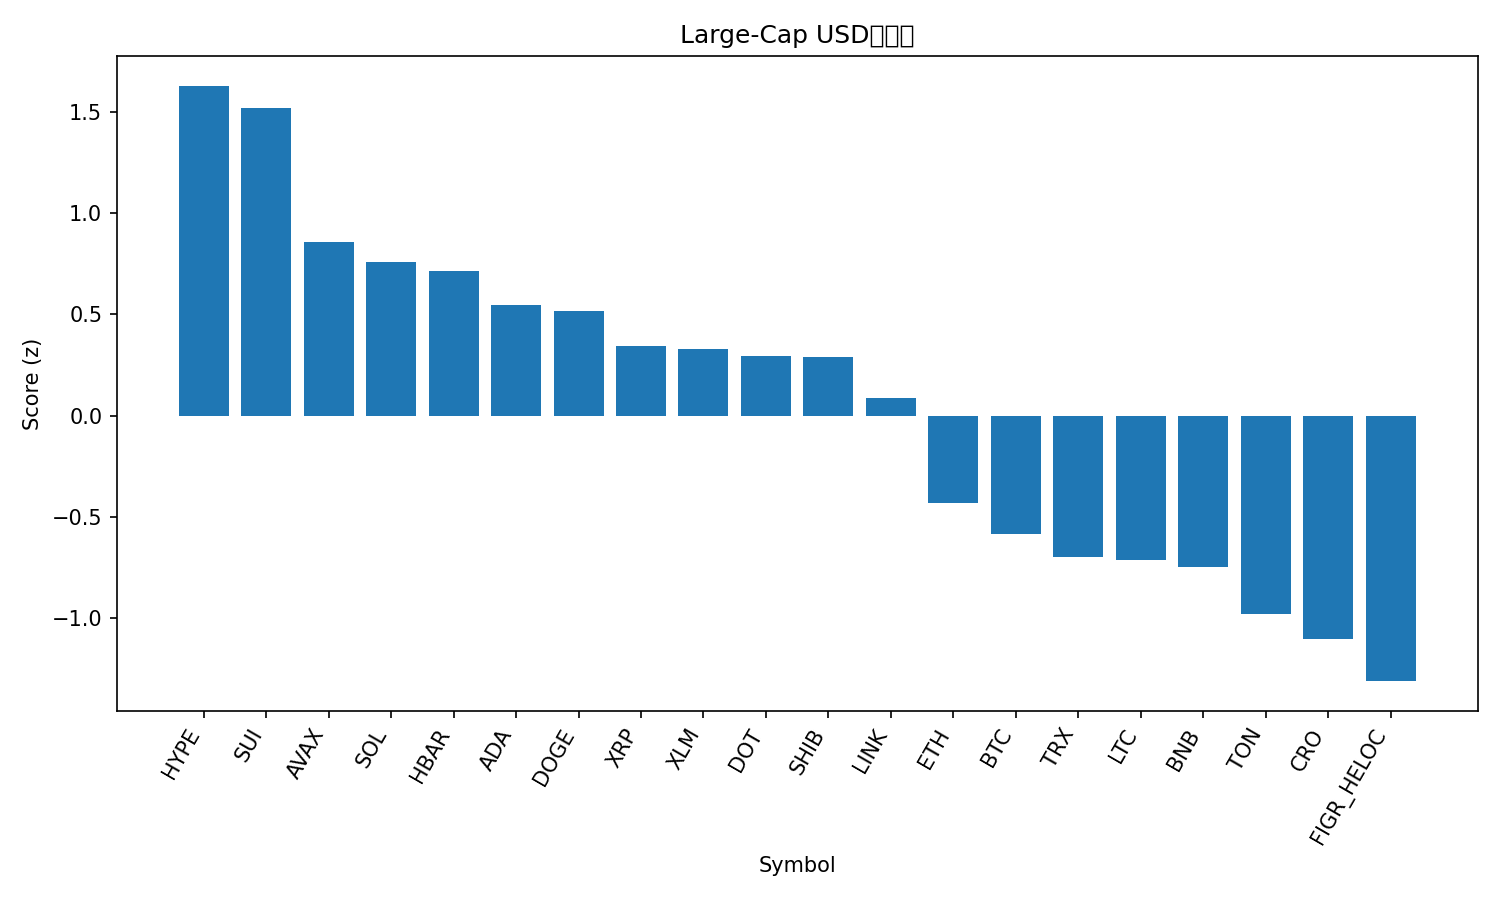 Large-Cap USD
Score (z)
1.5
1.0
0.5
0.0
−0.5
−1.0
HYPE
SUI
AVAX
SOL
HBAR
ADA
DOGE
XRP
XLM
DOT
SHIB
LINK
ETH
BTC
TRX
LTC
BNB
TON
CRO
FIGR_HELOC
Symbol